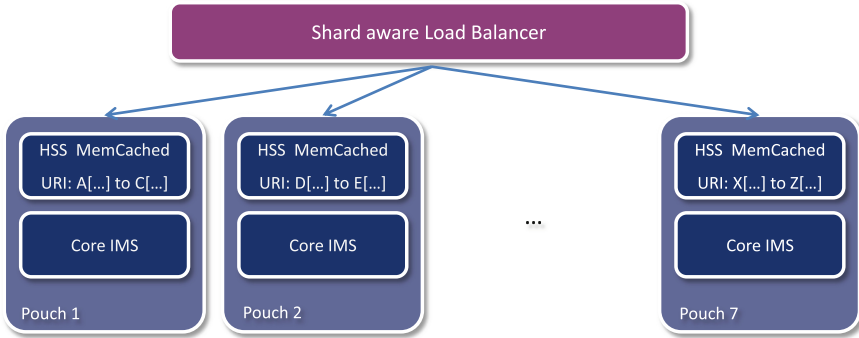 Shard aware Load Balancer
HSS MemCached
URI: A[...] to C[...]
Core IMS
Pouch 1
HSS MemCached
URI: D[...] to E[...]
Core IMS
Pouch 2
...
HSS MemCached
URI: X[...] to Z[...]
Core IMS
Pouch 7